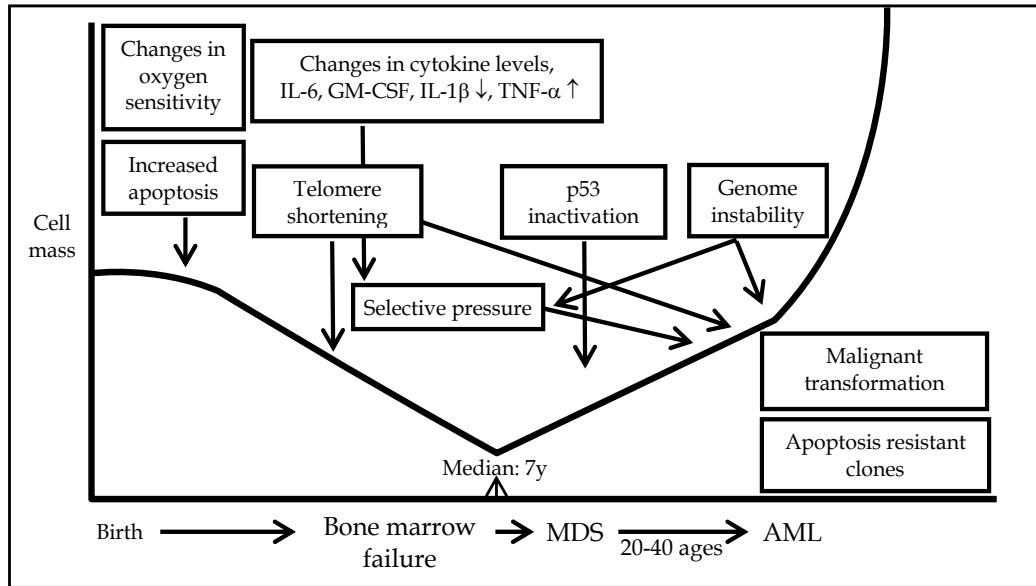 Changes in
oxygen
sensitivity
Changes in cytokine levels,
IL-6, GM-CSF, IL-1β ↓, TNF-α ↑
Increased
apoptosis
Telomere
shortening
p53
inactivation
Genome
instability
Cell
mass
Selective pressure
Malignant
transformation
Apoptosis resistant
clones
Median: 7y
Birth
Bone marrow
failure
MDS
20-40 ages
AML